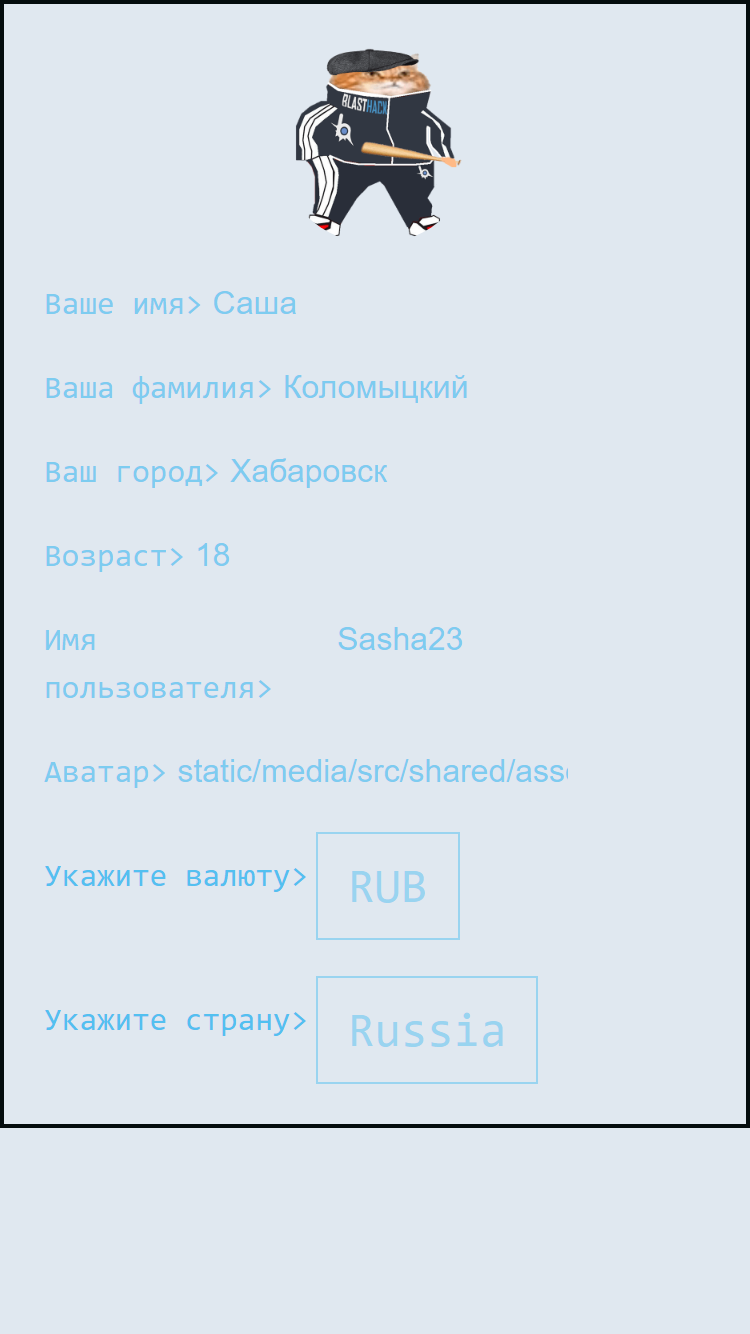 BLASTHACK
Ваше имя> Саша
Ваша фамилия> Коломыцкий
Ваш город> Хабаровск
Возраст> 18
Имя Sasha23
пользователя>
Аватар> static/media/src/shared/ass
Укажите валюту> RUB
Укажите страну> Russia